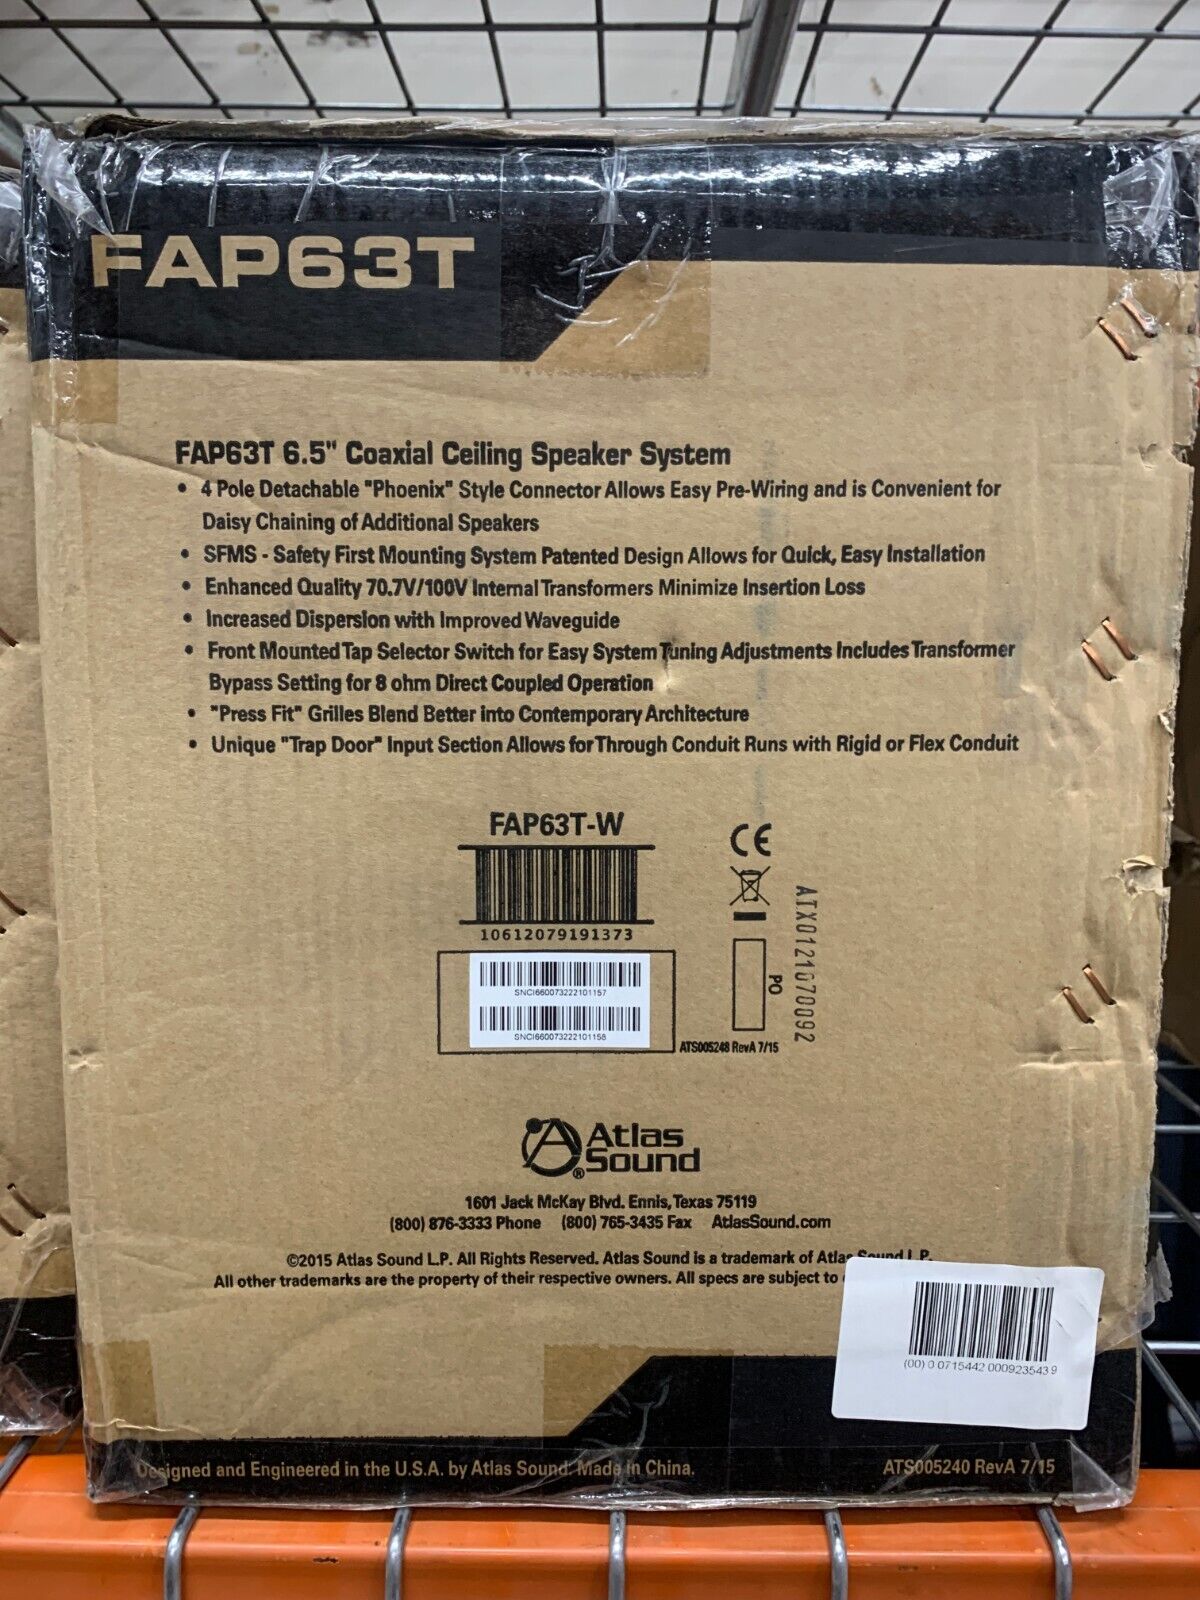 FAP63T
FAP63T 6.5" Coaxial Ceiling Speaker System
• 4 Pole Detachable "Phoenix" Style Connector Allows Easy Pre-Wiring and is Convenient for
Daisy Chaining of Additional Speakers
• SFMS - Safety First Mounting System Patented Design Allows for Quick, Easy Installation
• Enhanced Quality 70.7V/100V Internal Transformers Minimize Insertion Loss
• Increased Dispersion with Improved Waveguide
• Front Mounted Tap Selector Switch for Easy System Tuning Adjustments Includes Transformer
Bypass Setting for 8 ohm Direct Coupled Operation
• "Press Fit" Grilles Blend Better into Contemporary Architecture
• Unique "Trap Door" Input Section Allows for Through Conduit Runs with Rigid or Flex Conduit
FAP63T-W
10612079191373
CE
SNCI660073222101157
SNCI660073222101158
PO
ATX0121070092
ATS005248 RevA 7/15
Atlas
Sound®
1601 Jack McKay Blvd. Ennis, Texas 75119
(800) 876-3333 Phone (800) 765-3435 Fax AtlasSound.com
©2015 Atlas Sound L.P. All Rights Reserved. Atlas Sound is a trademark of Atlas Sound L.P.
All other trademarks are the property of their respective owners. All specs are subject to
(00) 0 0715442 000923543 9
Designed and Engineered in the U.S.A. by Atlas Sound. Made in China.
ATS005240 RevA 7/15